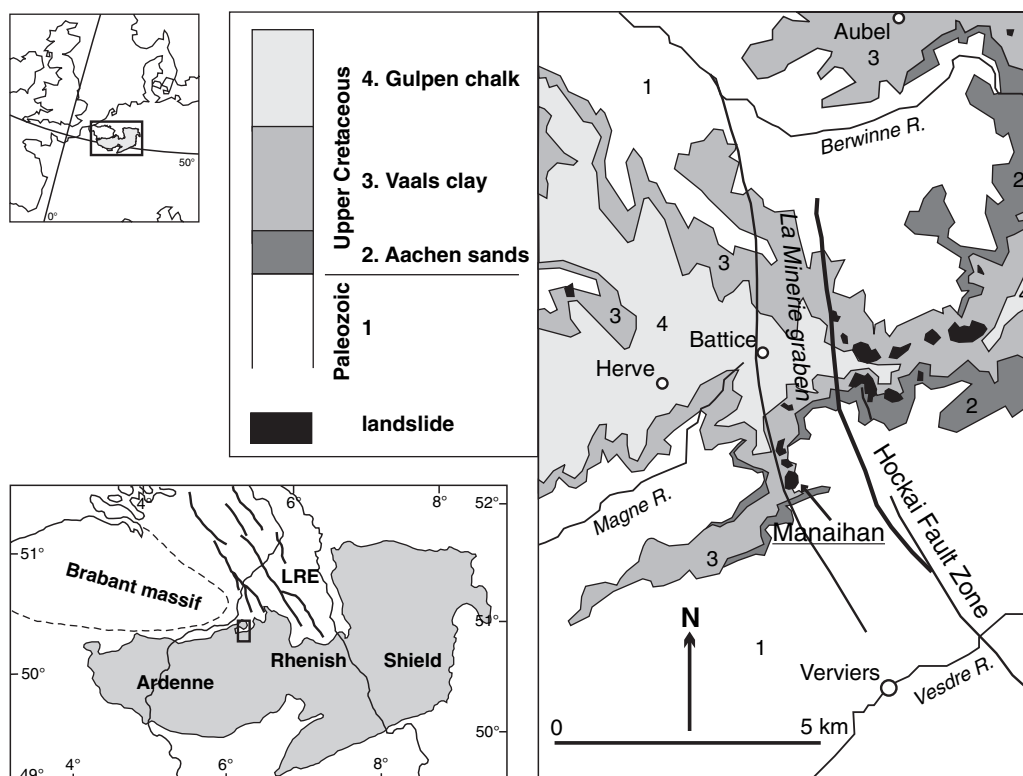 50°
0°
Upper Cretaceous
Paleozoic
4. Gulpen chalk
3. Vaals clay
2. Aachen sands
1
landslide
4°
6°
8°
52°
51°
LRE
Brabant massif
51°
50°
Rhenish
Shield
Ardenne
50°
49°
4°
6°
8°
Aubel
3
1
Berwinne R.
2
La Minerie graben
3
3
4
Battice
Herve
2
Hockai Fault Zone
Magne R.
Manaihan
3
N
1
Verviers
Vesdre R.
0
5 km